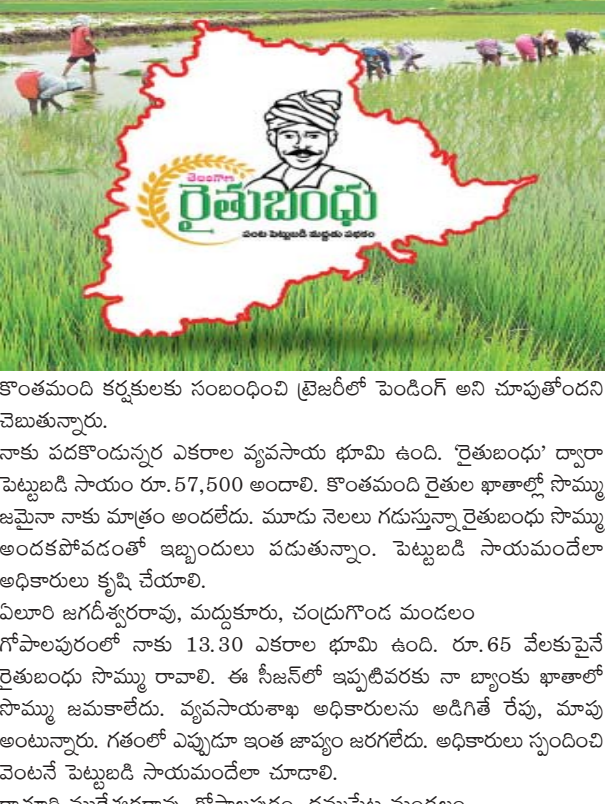 తెలంగాణ
రైతుబంధు
పంట పెట్టుబడి మద్దతు పథకం
కొంతమంది కర్షకులకు సంబంధించి ట్రెజరీలో పెండింగ్ అని చూపుతోందని
చెబుతున్నారు.
నాకు పదకొండున్నర ఎకరాల వ్యవసాయ భూమి ఉంది. ‘రైతుబంధు’ ద్వారా
పెట్టుబడి సాయం రూ.57,500 అందాలి. కొంతమంది రైతుల ఖాతాల్లో సొమ్ము
జమైనా నాకు మాత్రం అందలేదు. మూడు నెలలు గడుస్తున్నా రైతుబంధు సొమ్ము
అందకపోవడంతో ఇబ్బందులు పడుతున్నాం. పెట్టుబడి సాయమందేలా
అధికారులు కృషి చేయాలి.
ఏలూరి జగదీశ్వరరావు, మద్దుకూరు, చంద్రుగొండ మండలం
గోపాలపురంలో నాకు 13.30 ఎకరాల భూమి ఉంది. రూ.65 వేలకుపైనే
రైతుబంధు సొమ్ము రావాలి. ఈ సీజన్‌లో ఇప్పటివరకు నా బ్యాంకు ఖాతాలో
సొమ్ము జమకాలేదు. వ్యవసాయశాఖ అధికారులను అడిగితే రేపు, మాపు
అంటున్నారు. గతంలో ఎప్పుడూ ఇంత జాప్యం జరగలేదు. అధికారులు స్పందించి
వెంటనే పెట్టుబడి సాయమందేలా చూడాలి.
గోపాలపురం,